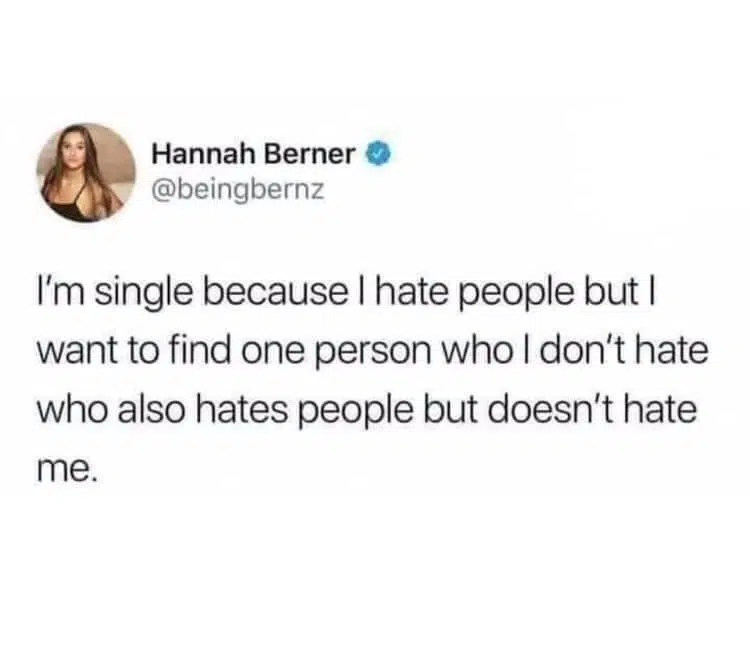 Hannah Berner
@beingbernz
I'm single because I hate people but I
want to find one person who I don't hate
who also hates people but doesn't hate
me.